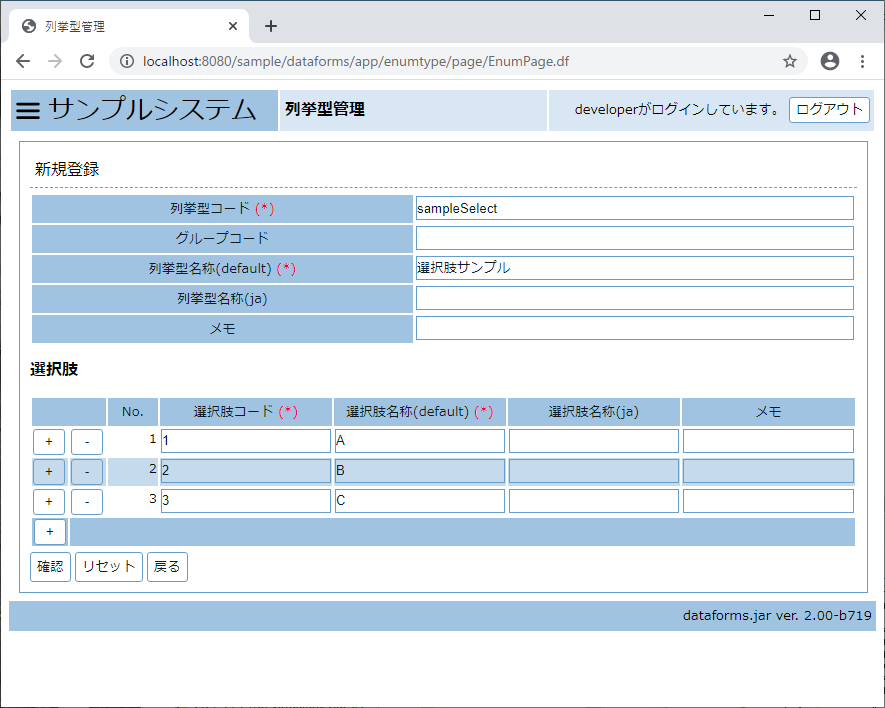 列挙型管理
localhost:8080/sample/dataforms/app/enumtype/page/EnumPage.df
サンプルシステム 列挙型管理 developerがログインしています。 ログアウト
新規登録
列挙型コード (*) sampleSelect
グループコード
列挙型名称(default) (*) 選択肢サンプル
列挙型名称(ja)
メモ
選択肢
No. 選択肢コード (*) 選択肢名称(default) (*) 選択肢名称(ja) メモ
+ - 1 1 A
+ - 2 2 B
+ - 3 3 C
+
確認 リセット 戻る
dataforms.jar ver. 2.00-b719